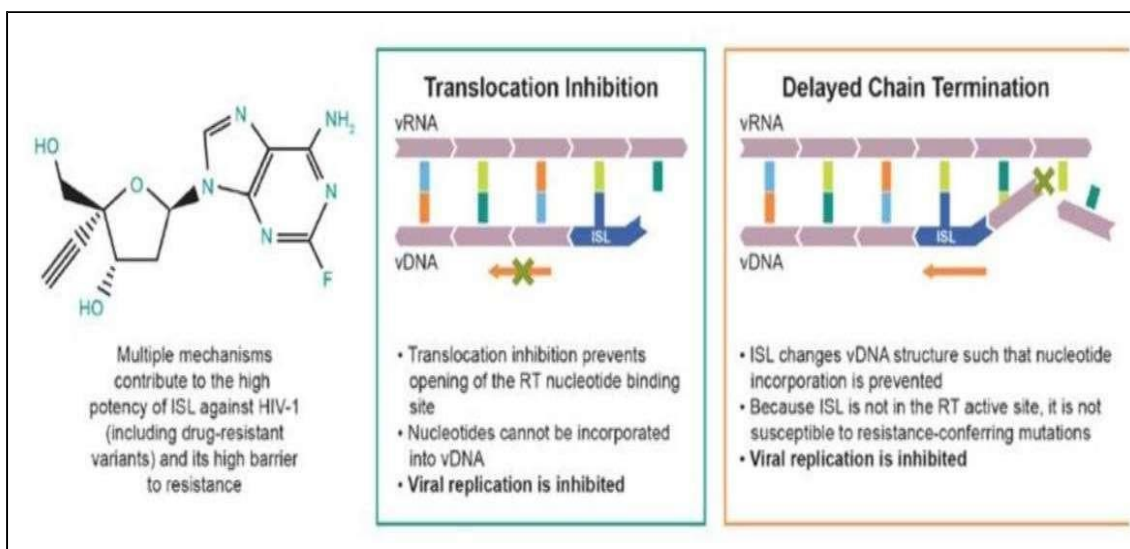 HO
O
HO
N
N
NH₂
N
N
F
Multiple mechanisms
contribute to the high
potency of ISL against HIV-1
(including drug-resistant
variants) and its high barrier
to resistance
Translocation Inhibition
vRNA
ISL
vDNA
• Translocation inhibition prevents
opening of the RT nucleotide binding
site
• Nucleotides cannot be incorporated
into vDNA
• Viral replication is inhibited
Delayed Chain Termination
vRNA
ISL
vDNA
• ISL changes vDNA structure such that nucleotide
incorporation is prevented
• Because ISL is not in the RT active site, it is not
susceptible to resistance-conferring mutations
• Viral replication is inhibited